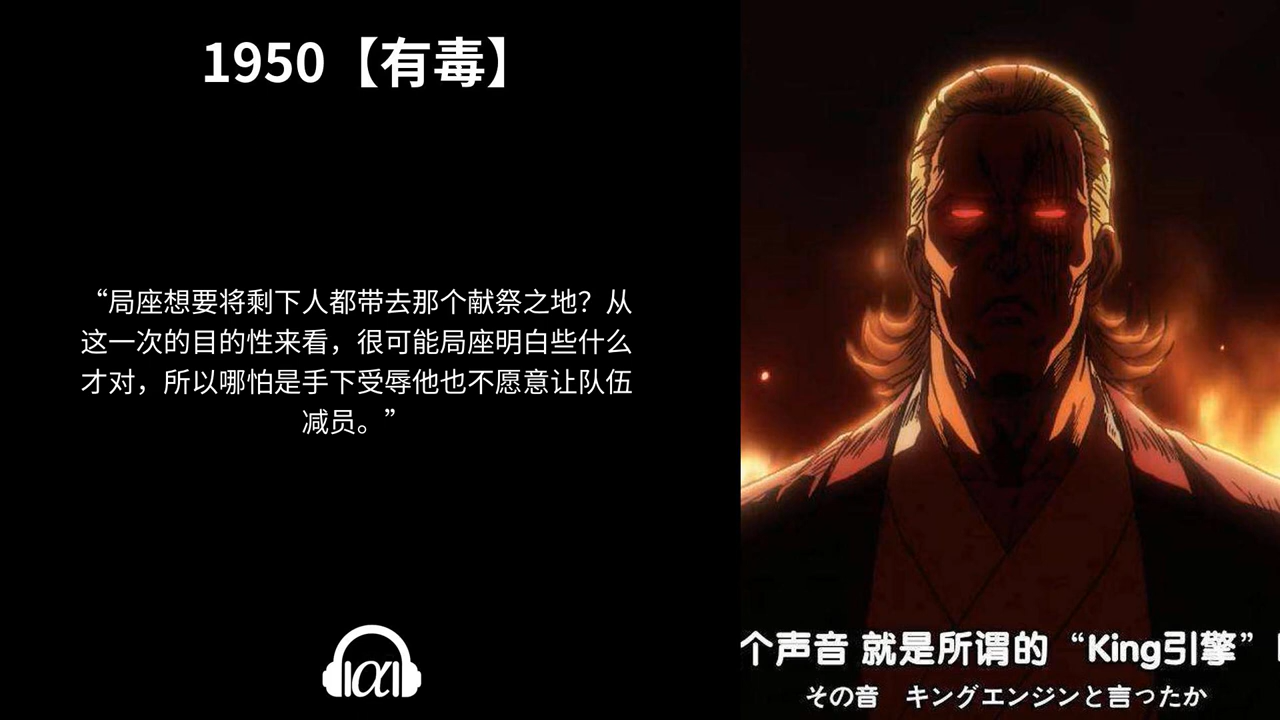 1950【有毒】
“局座想要将剩下人都带去那个献祭之地？从
这一次的目的性来看，很可能局座明白些什么
才对，所以哪怕是手下受辱他也不愿意让队伍
减员。”
α
个声音 就是所谓的“King引擎”
その音　キングエンジンと言ったか